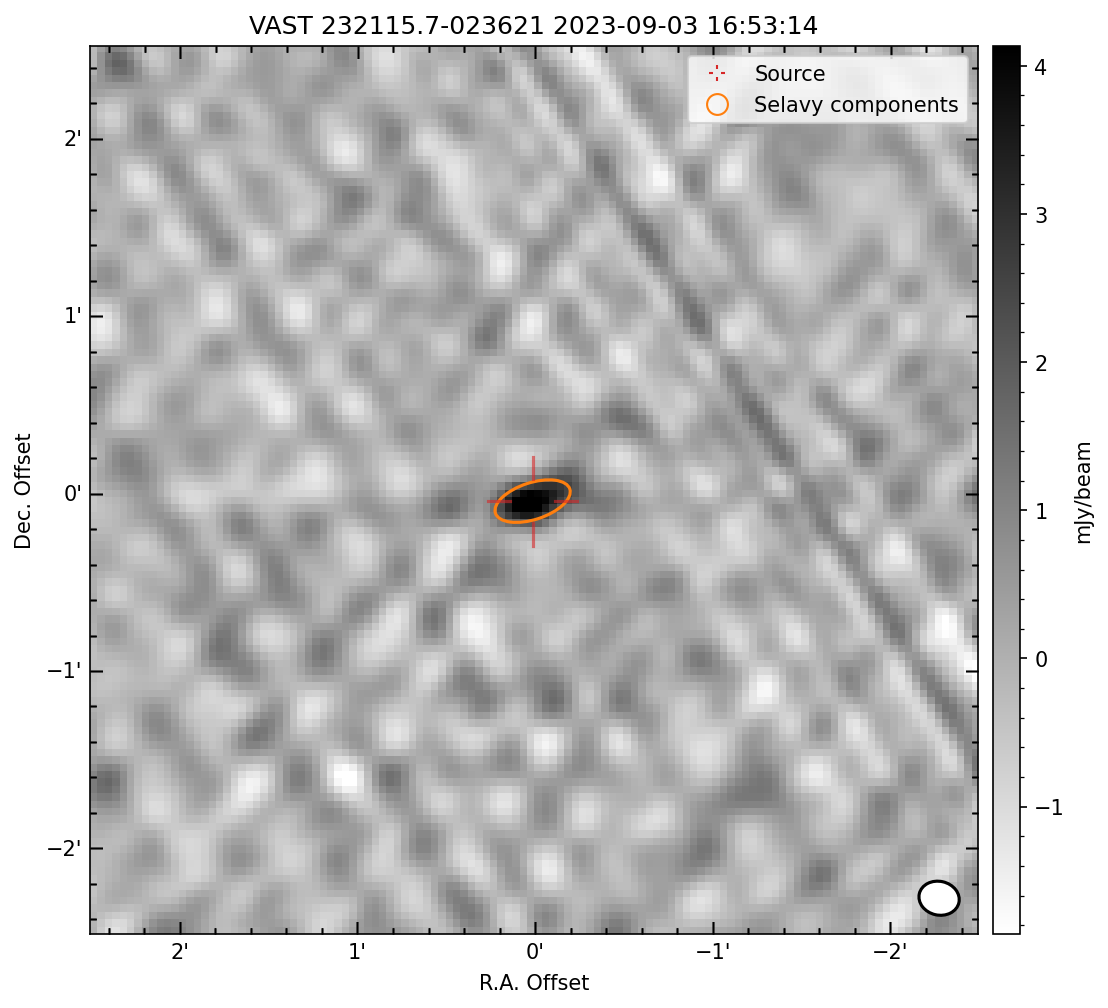 VAST 232115.7-023621 2023-09-03 16:53:14
Source
Selavy components
2'
1'
0'
−1'
−2'
Dec. Offset
2'
1'
0'
−1'
−2'
R.A. Offset
4
3
2
1
0
−1
mJy/beam